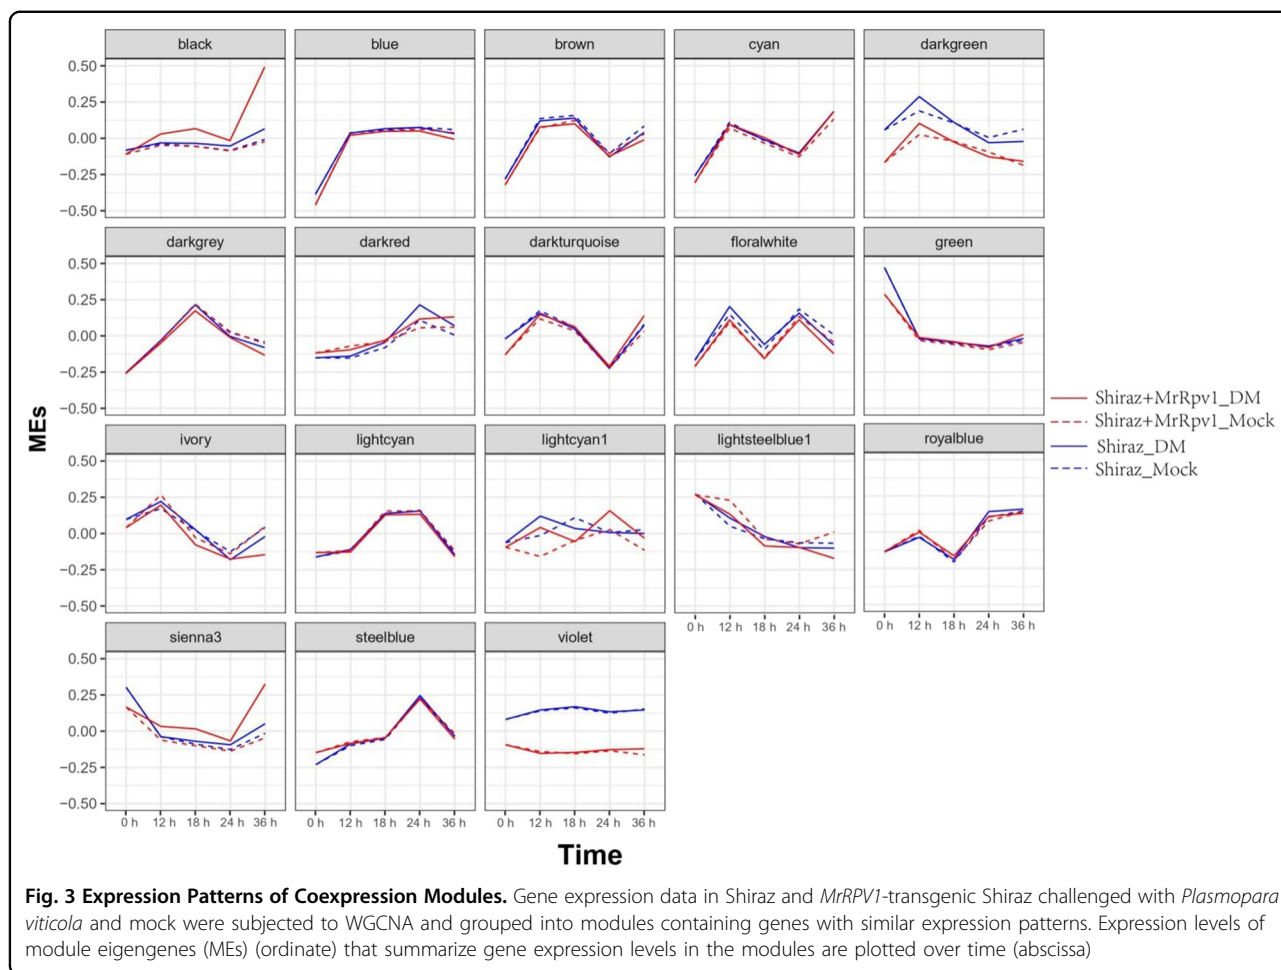 black blue brown cyan darkgreen
0.50
0.25
0.00
−0.25
−0.50
darkgrey darkred darkturquoise floralwhite green
0.50
0.25
0.00
−0.25
−0.50
ivory lightcyan lightcyan1 lightsteelblue1 royalblue
0.50
0.25
0.00
−0.25
−0.50
0 h 12 h 18 h 24 h 36 h 0 h 12 h 18 h 24 h 36 h
sienna3 steelblue violet
0.50
0.25
0.00
−0.25
−0.50
0 h 12 h 18 h 24 h 36 h 0 h 12 h 18 h 24 h 36 h 0 h 12 h 18 h 24 h 36 h
MEs
Time
Shiraz+MrRpv1_DM
Shiraz+MrRpv1_Mock
Shiraz_DM
Shiraz_Mock
Fig. 3 Expression Patterns of Coexpression Modules. Gene expression data in Shiraz and MrRPV1-transgenic Shiraz challenged with Plasmopara
viticola and mock were subjected to WGCNA and grouped into modules containing genes with similar expression patterns. Expression levels of
module eigengenes (MEs) (ordinate) that summarize gene expression levels in the modules are plotted over time (abscissa)